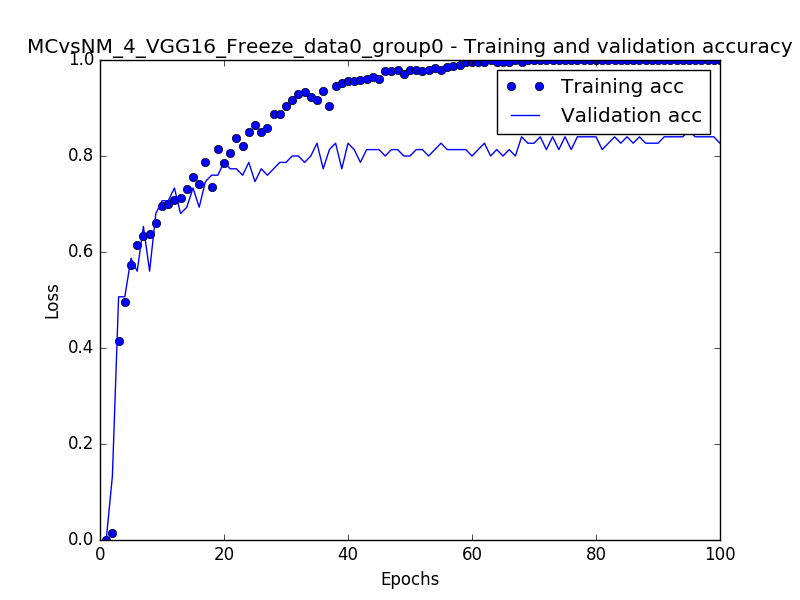 MCvsNM_4_VGG16_Freeze_data0_group0 - Training and validation accuracy
1.0
Training acc
Validation acc
0.8
0.6
Loss
0.4
0.2
0.0
0 20 40 60 80 100
Epochs